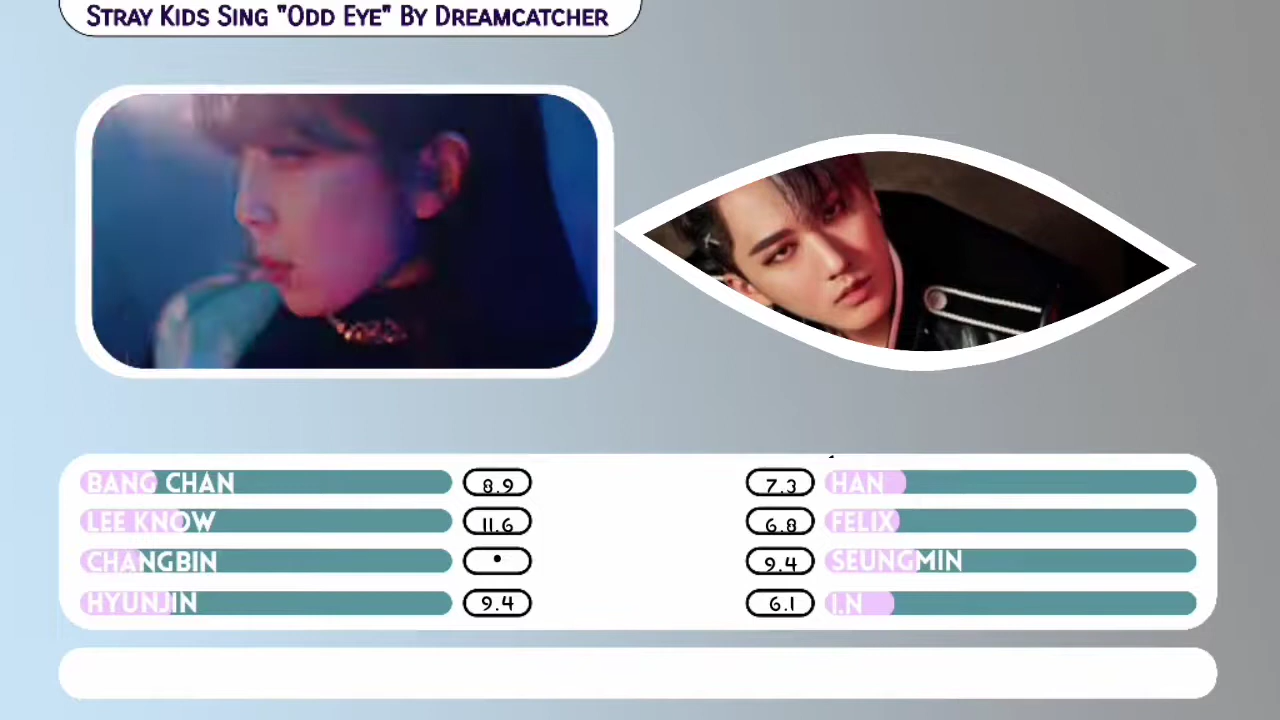 Stray Kids Sing "Odd Eye" By Dreamcatcher
BANG CHAN 8.9
7.3 HAN
LEE KNOW 11.6
6.8 FELIX
CHANGBIN •
9.4 SEUNGMIN
HYUNJIN 9.4
6.1 I.N